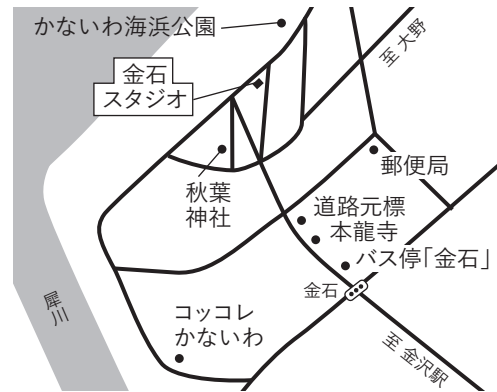 かないわ海浜公園
金石
スタジオ
至 大野
郵便局
秋葉
神社
道路元標
本龍寺
バス停「金石」
金石
犀川
コッコレ
かないわ
至 金沢駅